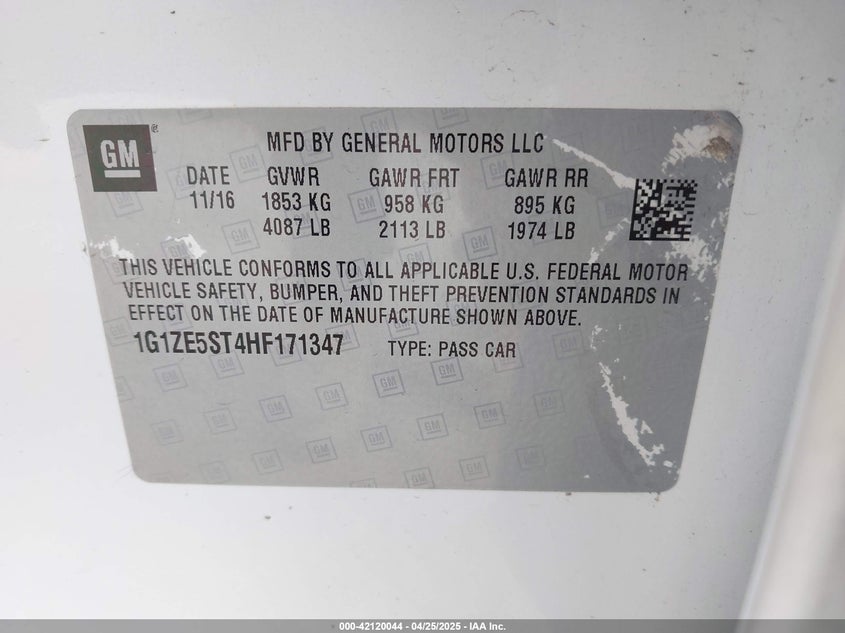 GM
MFD BY GENERAL MOTORS LLC
DATE GVWR GAWR FRT GAWR RR
11/16 1853 KG 958 KG 895 KG
4087 LB 2113 LB 1974 LB
THIS VEHICLE CONFORMS TO ALL APPLICABLE U.S. FEDERAL MOTOR
VEHICLE SAFETY, BUMPER, AND THEFT PREVENTION STANDARDS IN
EFFECT ON THE DATE OF MANUFACTURE SHOWN ABOVE.
1G1ZE5ST4HF171347 TYPE: PASS CAR
000-42120044 - 04/25/2025 - IAA Inc.